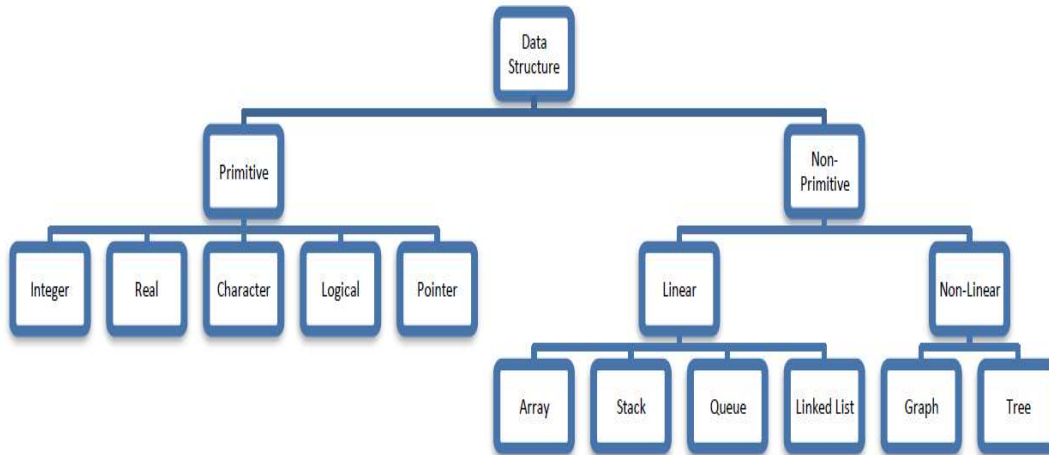 Data
Structure
Primitive
Non-
Primitive
Integer
Real
Character
Logical
Pointer
Linear
Non-Linear
Array
Stack
Queue
Linked List
Graph
Tree